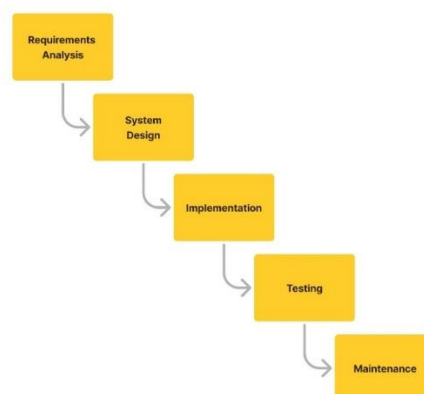 Requirements
Analysis
System
Design
Implementation
Testing
Maintenance